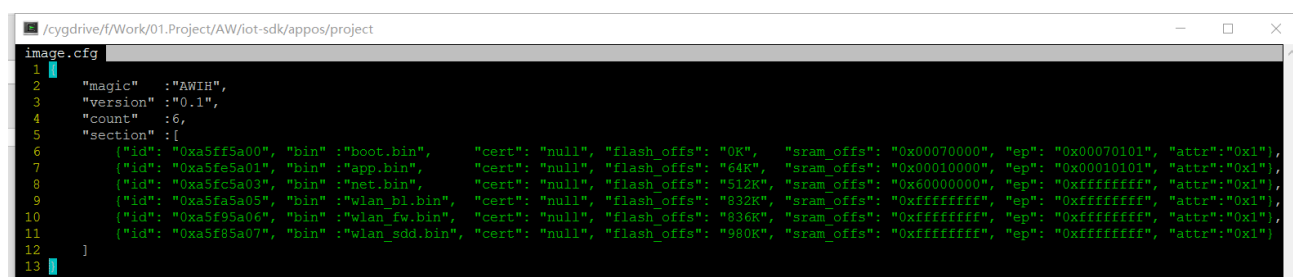 /cygdrive/f/Work/01.Project/AW/iot-sdk/appos/project
image.cfg
1 {
2 "magic" :"AWIH",
3 "version" :"0.1",
4 "count" :6,
5 "section" :[
6 {"id": "0xa5ff5a00", "bin" :"boot.bin", "cert": "null", "flash_offs": "0K", "sram_offs": "0x00070000", "ep": "0x00070101", "attr":"0x1"},
7 {"id": "0xa5fe5a01", "bin" :"app.bin", "cert": "null", "flash_offs": "64K", "sram_offs": "0x00010000", "ep": "0x00010101", "attr":"0x1"},
8 {"id": "0xa5fc5a03", "bin" :"net.bin", "cert": "null", "flash_offs": "512K", "sram_offs": "0x60000000", "ep": "0xffffffff", "attr":"0x1"},
9 {"id": "0xa5fa5a05", "bin" :"wlan_bl.bin", "cert": "null", "flash_offs": "832K", "sram_offs": "0xffffffff", "ep": "0xffffffff", "attr":"0x1"},
10 {"id": "0xa5f95a06", "bin" :"wlan_fw.bin", "cert": "null", "flash_offs": "836K", "sram_offs": "0xffffffff", "ep": "0xffffffff", "attr":"0x1"},
11 {"id": "0xa5f85a07", "bin" :"wlan_sdd.bin", "cert": "null", "flash_offs": "980K", "sram_offs": "0xffffffff", "ep": "0xffffffff", "attr":"0x1"}
12 ]
13 }